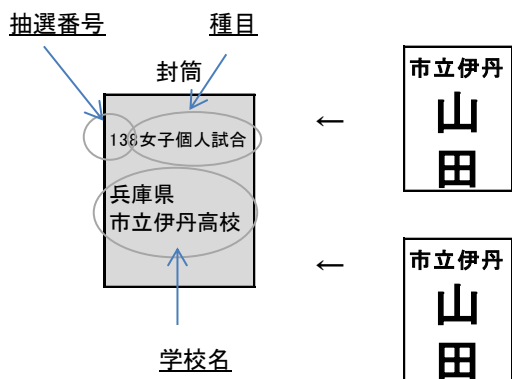 抽選番号
種目
封筒
138女子個人試合
兵庫県
市立伊丹高校
学校名
←
市立伊丹
山
田
←
市立伊丹
山
田